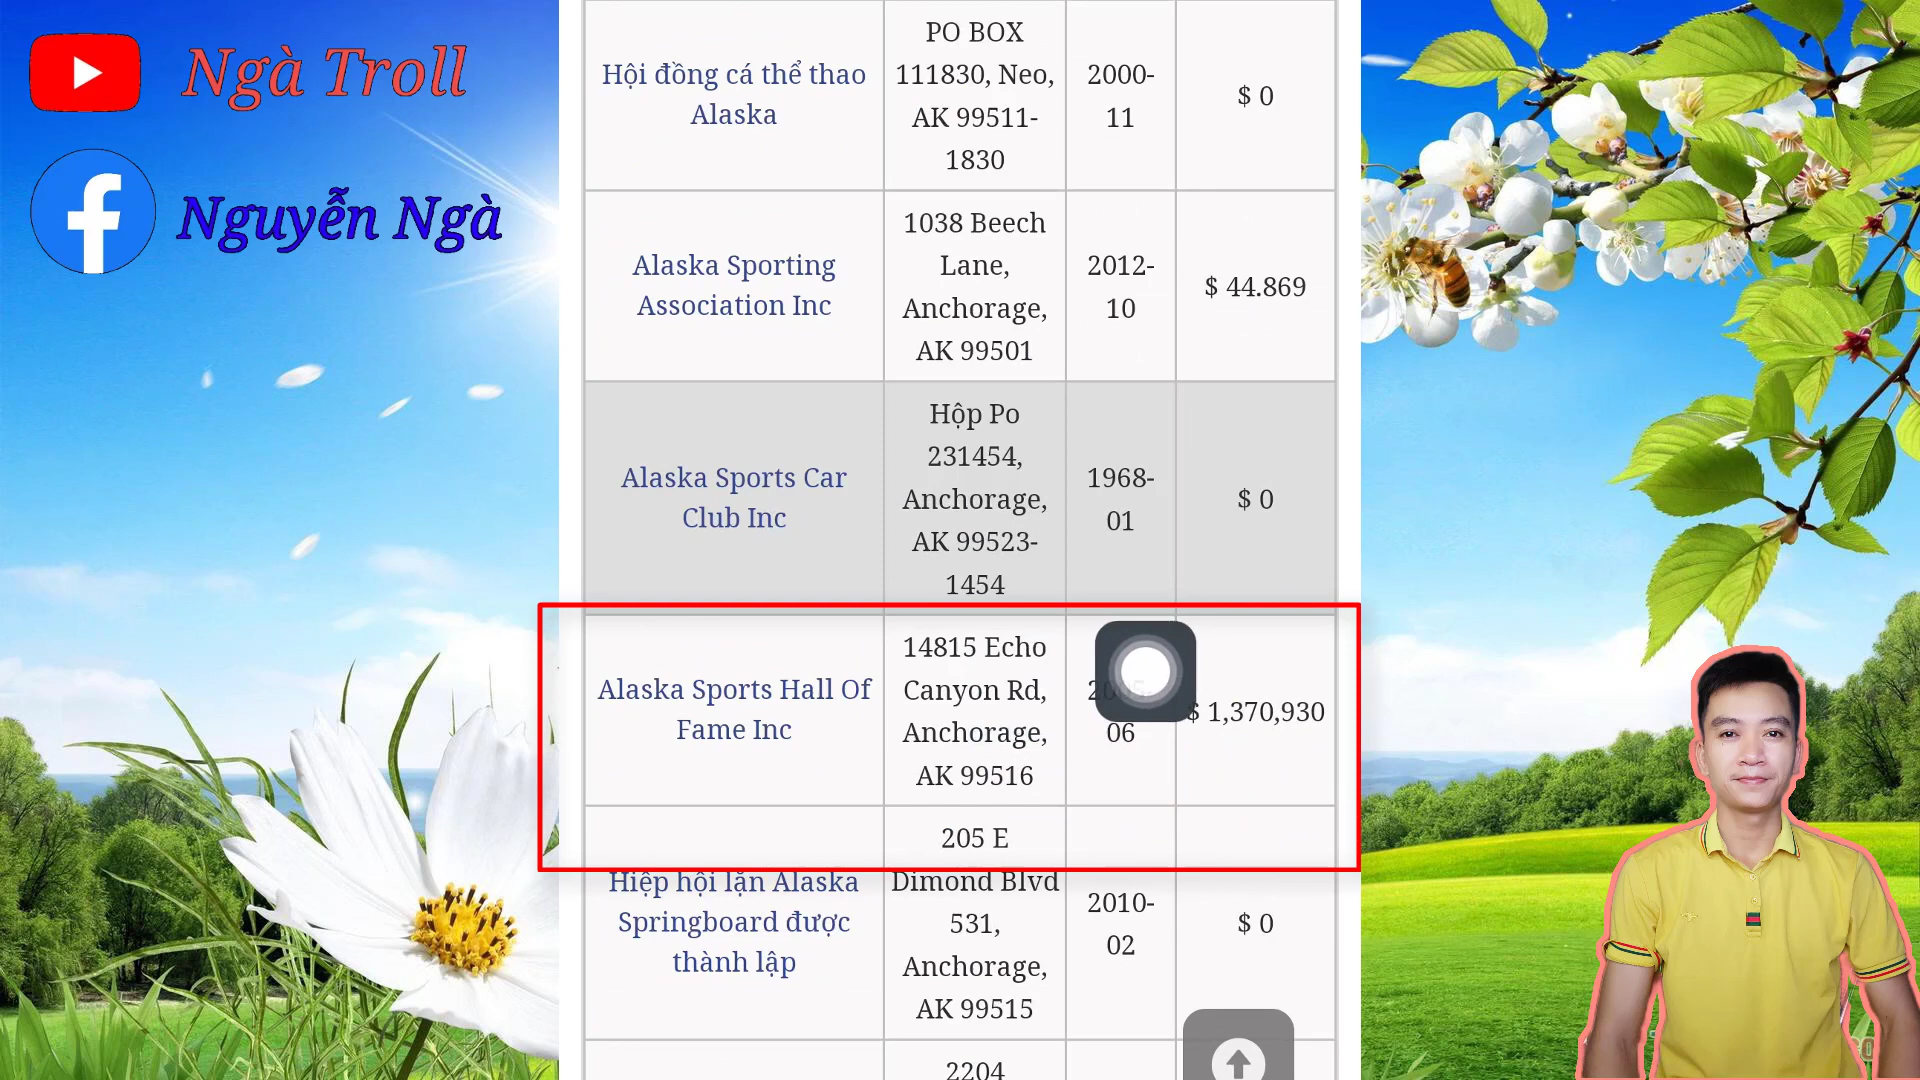 Ngà Troll
Nguyễn Ngà
Hội đồng cá thể thao
Alaska
PO BOX
111830, Neo,
AK 99511-
1830
2000-
11
$ 0
Alaska Sporting
Association Inc
1038 Beech
Lane,
Anchorage,
AK 99501
2012-
10
$ 44.869
Alaska Sports Car
Club Inc
Hộp Po
231454,
Anchorage,
AK 99523-
1454
1968-
01
$ 0
Alaska Sports Hall Of
Fame Inc
14815 Echo
Canyon Rd,
Anchorage,
AK 99516
06
$ 1,370,930
Hiệp hội lặn Alaska
Springboard được
thành lập
205 E
Dimond Blvd
531,
Anchorage,
AK 99515
2010-
02
$ 0
2204